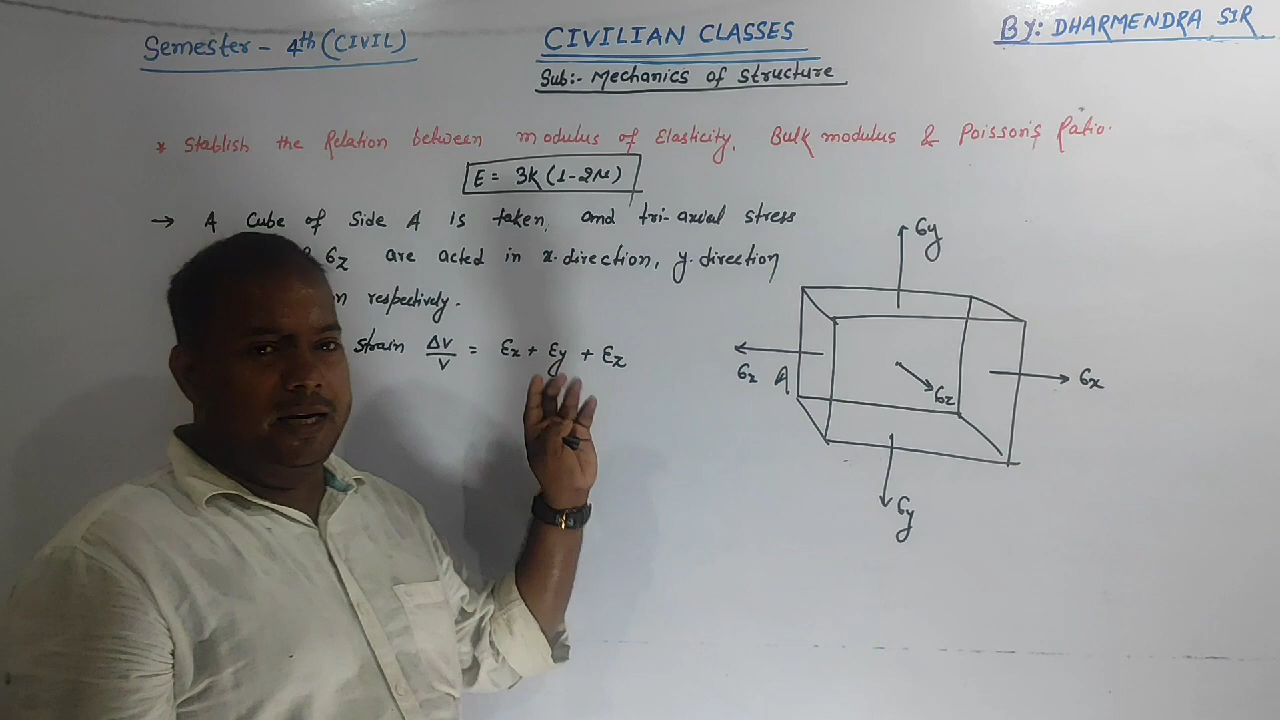 Semester - 4th (CIVIL)
CIVILIAN CLASSES
BY: DHARMENDRA SIR
Sub:- Mechanics of Structure
* Stablish the Relation between modulus of Elasticity, Bulk modulus & Poisson's Ratio.
E = 3K (1-2μ)
→ A Cube of Side A is taken, and tri-axial stress
σz are acted in x-direction, y-direction
respectively.
strain ΔV/V = εx + εy + εz
σy
σx
A
σx
σz
σy